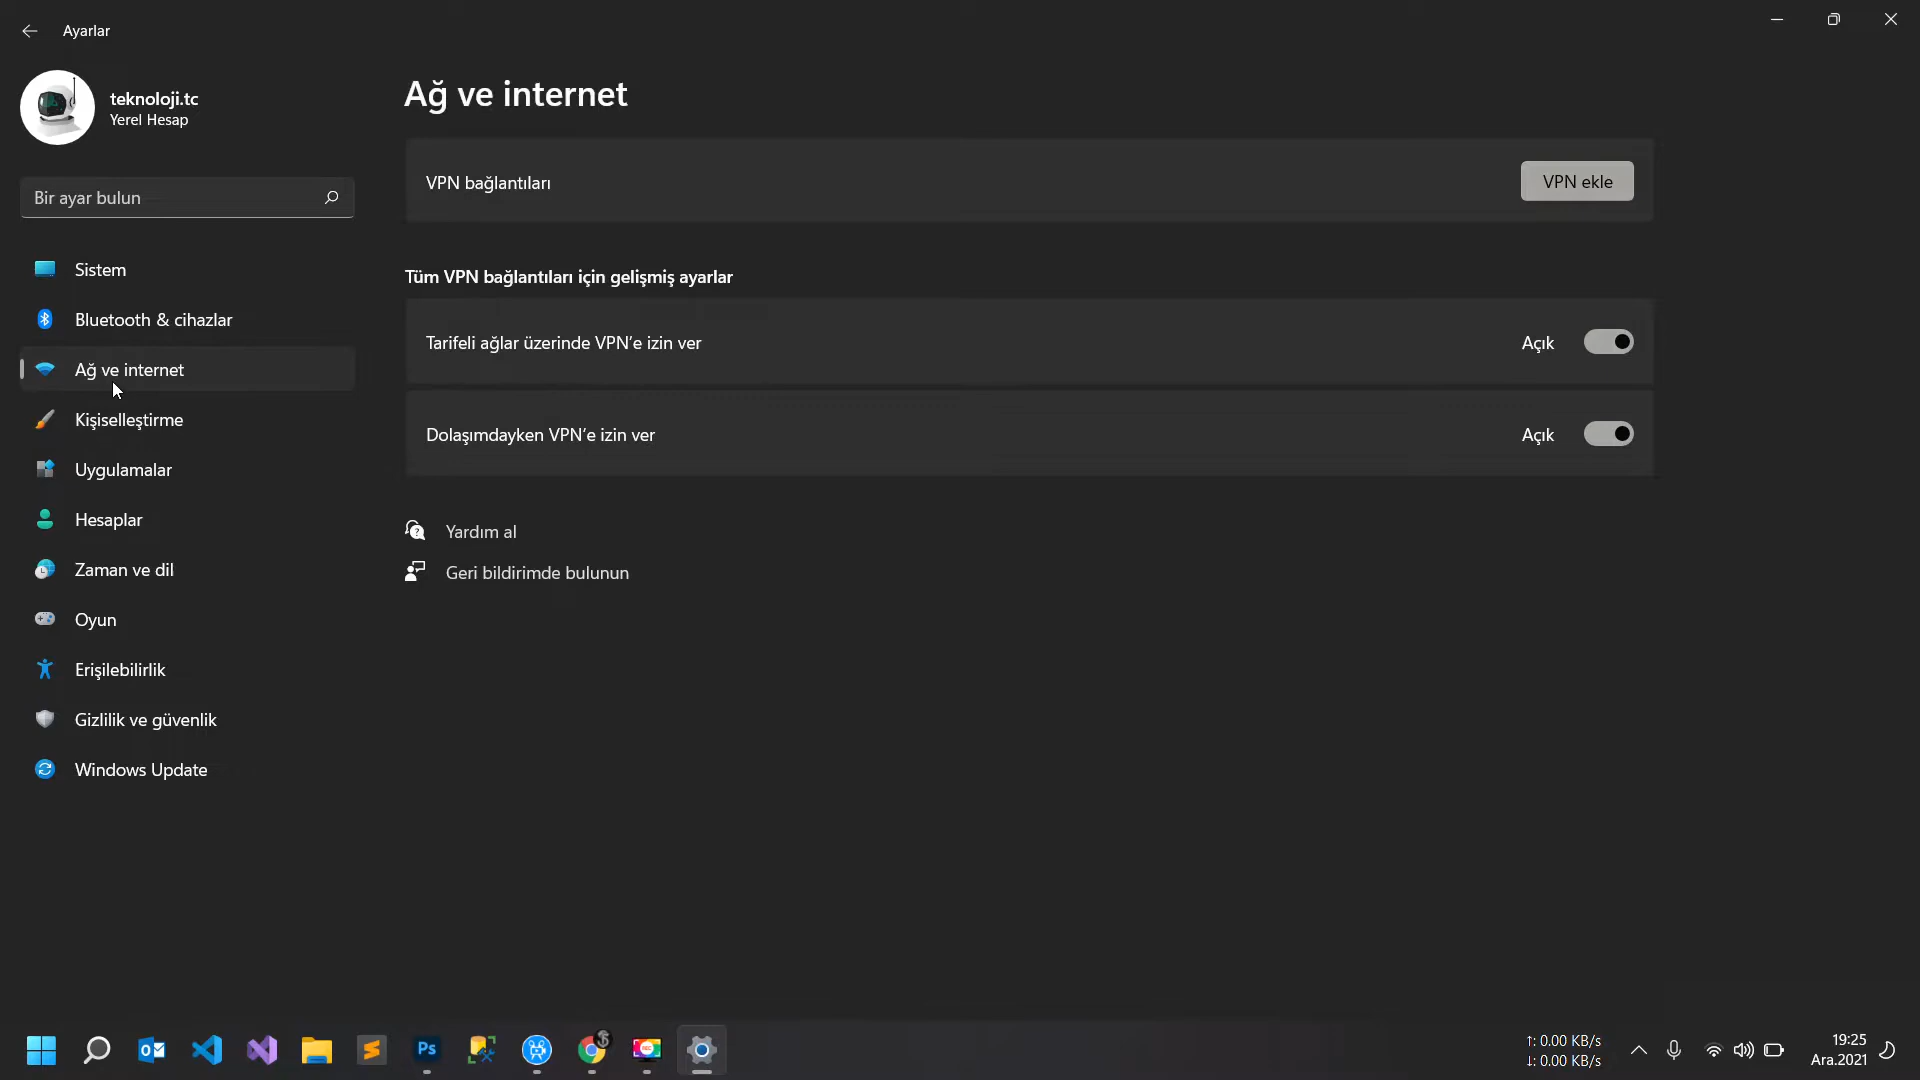 Ayarlar
teknoloji.tc
Yerel Hesap
Bir ayar bulun
Sistem
Bluetooth & cihazlar
Ağ ve internet
Kişiselleştirme
Uygulamalar
Hesaplar
Zaman ve dil
Oyun
Erişilebilirlik
Gizlilik ve güvenlik
Windows Update
Ağ ve internet
VPN bağlantıları
VPN ekle
Tüm VPN bağlantıları için gelişmiş ayarlar
Tarifeli ağlar üzerinde VPN’e izin ver
Açık
Dolaşımdayken VPN’e izin ver
Açık
Yardım al
Geri bildirimde bulunun
Ps
↑: 0.00 KB/s
↓: 0.00 KB/s
19:25
Ara.2021